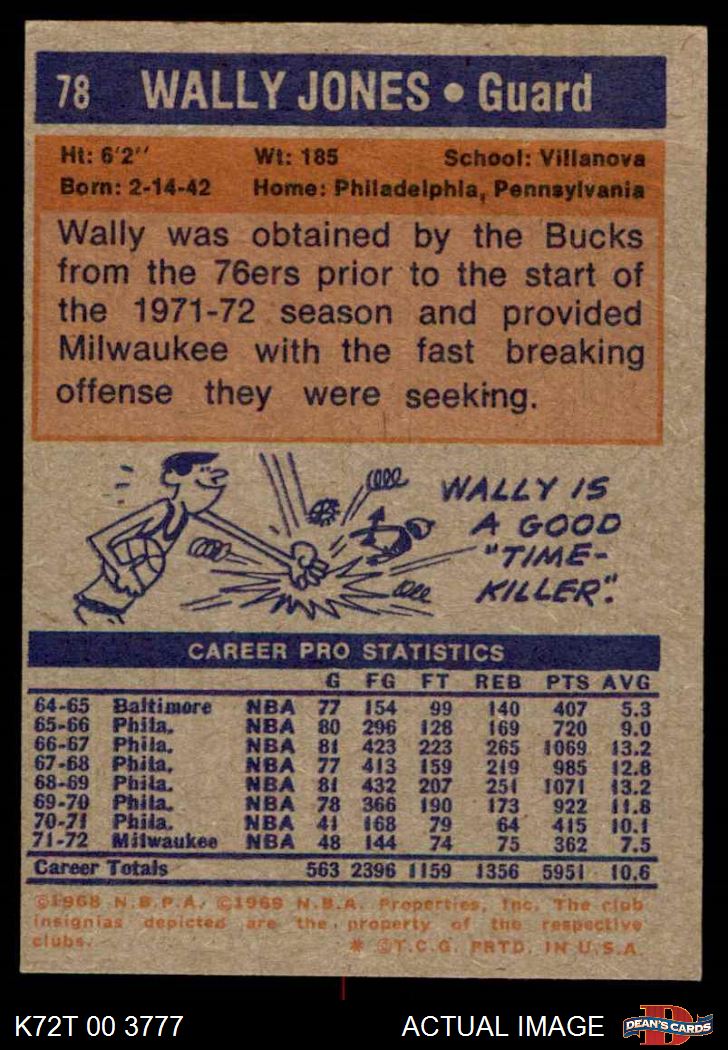 78 WALLY JONES • Guard
Ht: 6'2'' Wt: 185 School: Villanova
Born: 2-14-42 Home: Philadelphia, Pennsylvania
Wally was obtained by the Bucks
from the 76ers prior to the start of
the 1971-72 season and provided
Milwaukee with the fast breaking
offense they were seeking.
WALLY IS
A GOOD
"TIME-
KILLER".
CAREER PRO STATISTICS
G FG FT REB PTS AVG
64-65 Baltimore NBA 77 154 99 140 407 5.3
65-66 Phila. NBA 80 296 128 169 720 9.0
66-67 Phila. NBA 81 423 223 265 1069 13.2
67-68 Phila. NBA 77 413 159 219 985 12.8
68-69 Phila. NBA 81 432 207 251 1071 13.2
69-70 Phila. NBA 78 366 190 173 922 11.8
70-71 Phila. NBA 41 168 79 64 415 10.1
71-72 Milwaukee NBA 48 144 74 75 362 7.5
Career Totals 563 2396 1159 1356 5951 10.6
©1968 N.B.P.A. ©1968 N.B.A. Properties, Inc. The club
insignias depicted are the property of the respective
clubs. * ©T.C.G. PRTD. IN U.S.A.
K72T 00 3777 ACTUAL IMAGE D DEAN'S CARDS